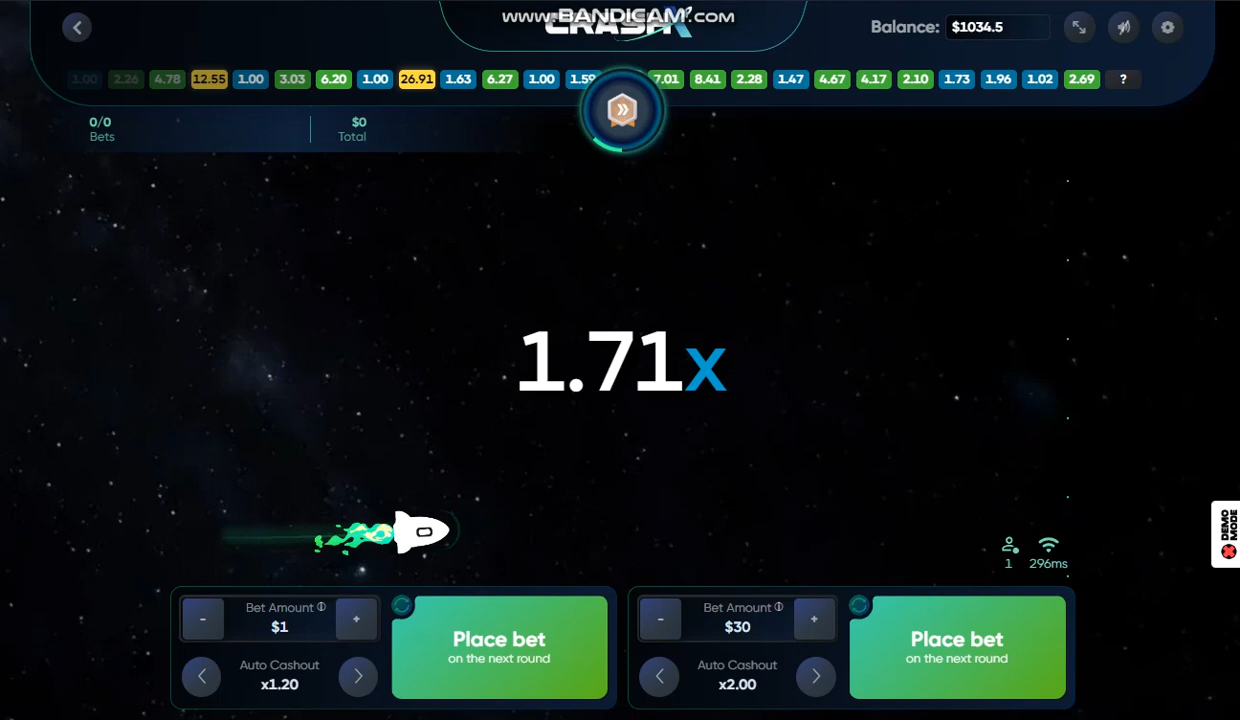 www.BANDICAM.com
CRASH X
Balance: $1034.5
1.00 2.26 4.78 12.55 1.00 3.03 6.20 1.00 26.91 1.63 6.27 1.00 1.59 7.01 8.41 2.28 1.47 4.67 4.17 2.10 1.73 1.96 1.02 2.69 ?
0/0 $0
Bets Total
1.71x
DEMO MODE
1 296ms
- Bet Amount +
$1
Auto Cashout
x1.20
Place bet
on the next round
- Bet Amount +
$30
Auto Cashout
x2.00
Place bet
on the next round